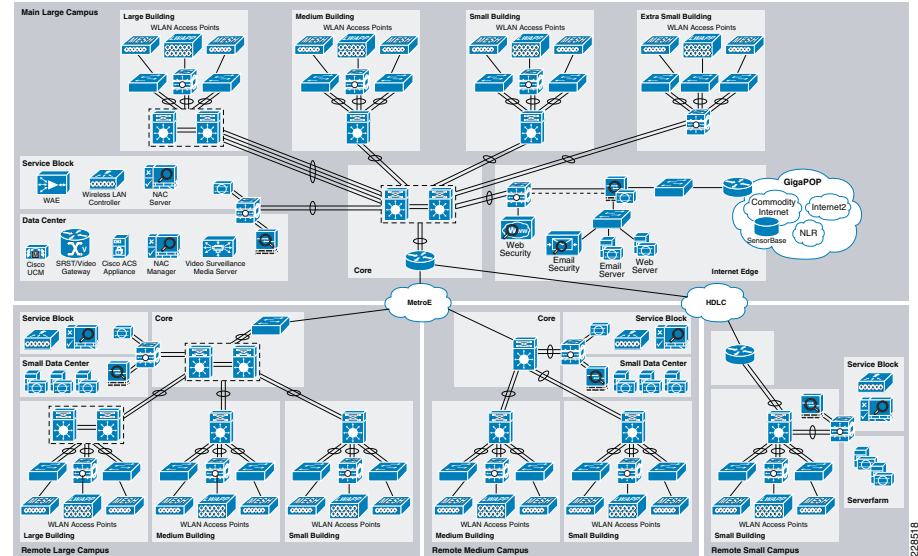 Main Large Campus
Large Building
WLAN Access Points
Medium Building
WLAN Access Points
Small Building
WLAN Access Points
Extra Small Building
WLAN Access Points
Service Block
WAE
Wireless LAN
Controller
NAC
Server
Data Center
Cisco
UCM
SRST/Video
Gateway
Cisco ACS
Appliance
NAC
Manager
Video Surveillance
Media Server
Core
Web
Security
Email
Security
Email
Server
Web
Server
Internet Edge
GigaPOP
Commodity
Internet
Internet2
SensorBase
NLR
MetroE
HDLC
Service Block
Core
Small Data Center
WLAN Access Points
Large Building
WLAN Access Points
Medium Building
WLAN Access Points
Small Building
Remote Large Campus
Core
Service Block
Small Data Center
WLAN Access Points
Medium Building
WLAN Access Points
Small Building
Remote Medium Campus
Service Block
Serverfarm
WLAN Access Points
Small Building
Remote Small Campus
228518